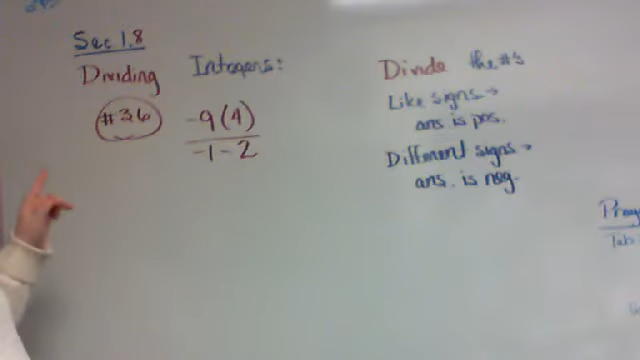 Sec 1.8
Dividing Integers:
#36
-9(4)
-1-2
Divide the #'s
Like signs →
ans is pos.
Different signs →
ans. is neg.
Tab